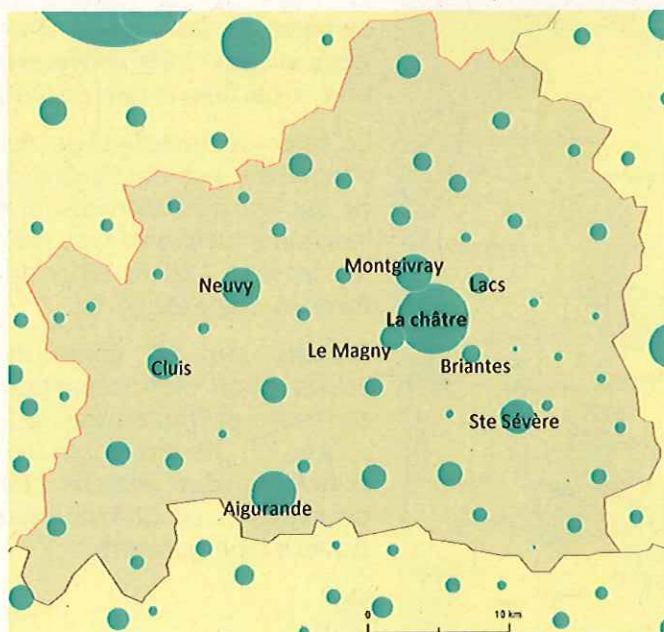 Montgivray
Neuvy
Lacs
La châtre
Le Magny
Briantes
Cluis
Ste Sévère
Aigurande
0 10 km